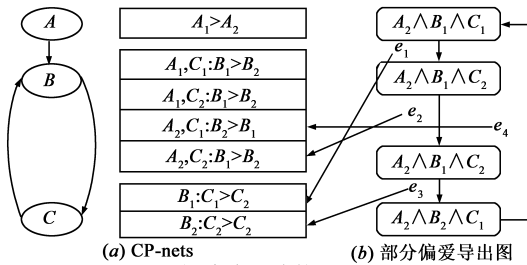 A
B
C
A₁>A₂
A₁,C₁:B₁>B₂
A₁,C₂:B₁>B₂
A₂,C₁:B₂>B₁
A₂,C₂:B₁>B₂
B₁:C₁>C₂
B₂:C₂>C₂
(a) CP-nets
e₁
e₂
e₄
e₃
A₂∧B₁∧C₁
A₂∧B₁∧C₂
A₂∧B₁∧C₂
A₂∧B₂∧C₁
(b) 部分偏爱导出图